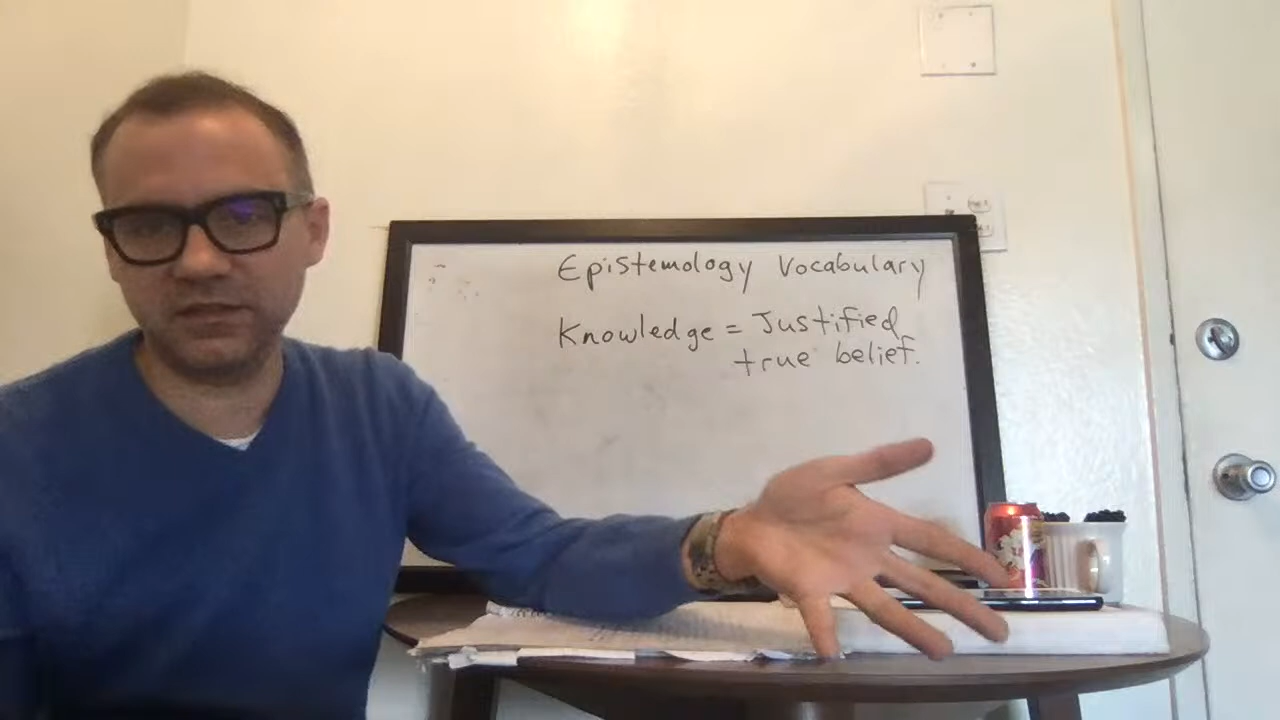 Epistemology Vocabulary
Knowledge = Justified
true belief.